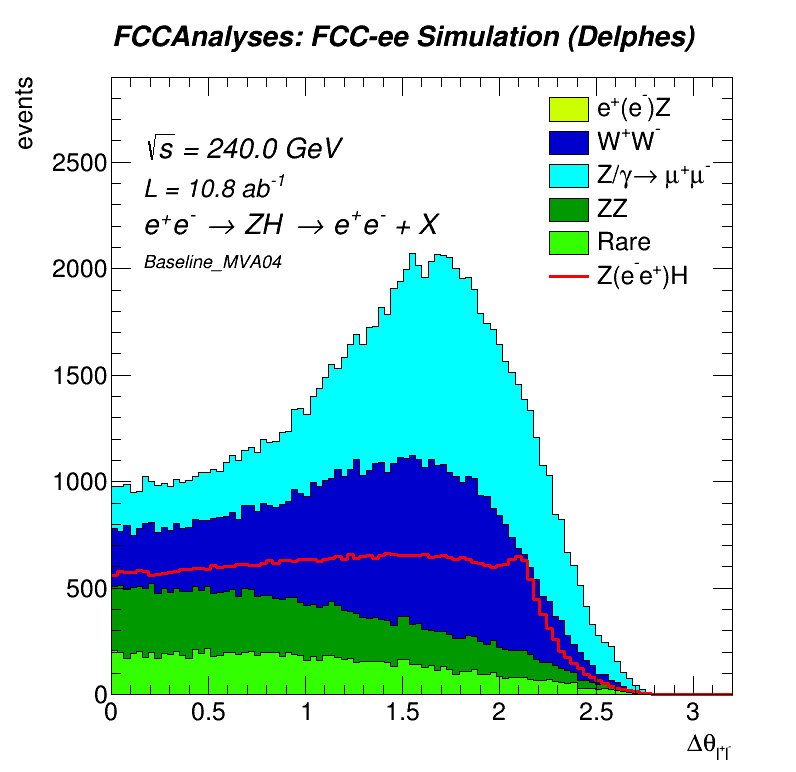 FCCAnalyses: FCC-ee Simulation (Delphes)
events
√s = 240.0 GeV
L = 10.8 ab⁻¹
e⁺e⁻ → ZH → e⁺e⁻ + X
Baseline_MVA04
e⁺(e⁻)Z
W⁺W⁻
Z/γ→ μ⁺μ⁻
ZZ
Rare
Z(e⁻e⁺)H
2500
2000
1500
1000
500
0
0 0.5 1 1.5 2 2.5 3
Δθ_{l⁺l⁻}